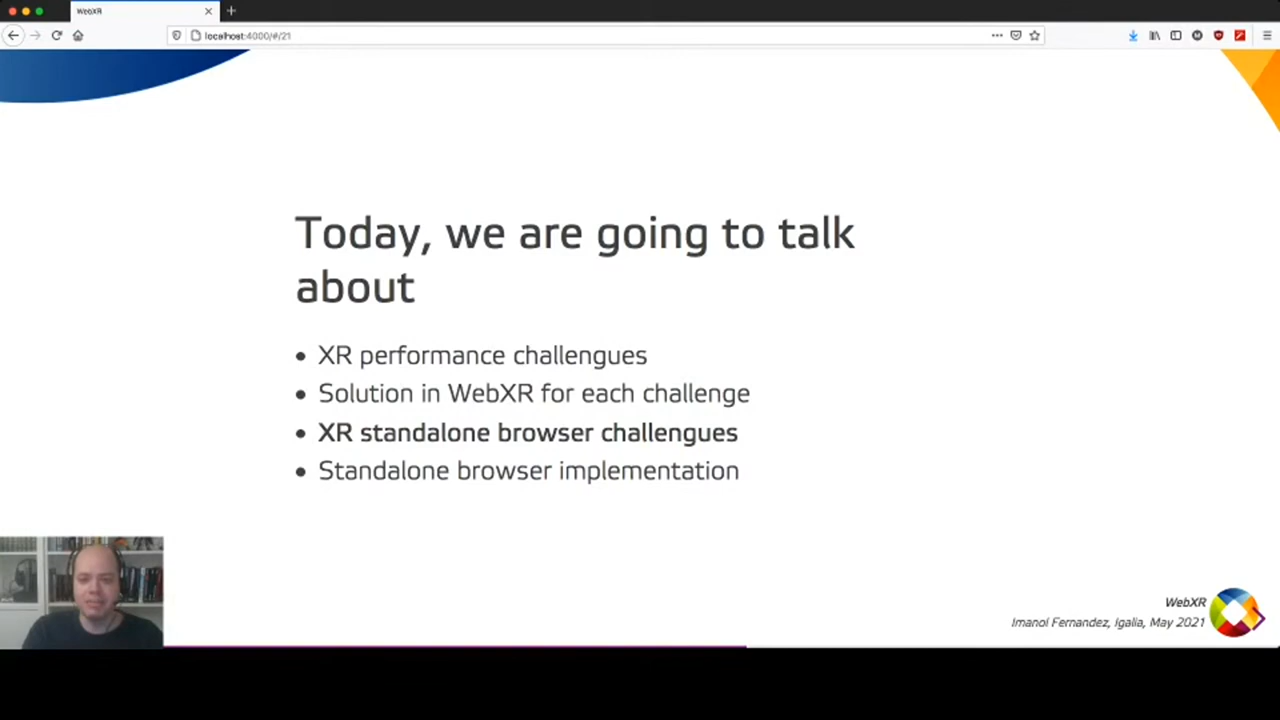 WebXR
localhost:4000/#/21
Today, we are going to talk
about
• XR performance challengues
• Solution in WebXR for each challenge
• XR standalone browser challengues
• Standalone browser implementation
WebXR
Imanol Fernandez, Igalia, May 2021